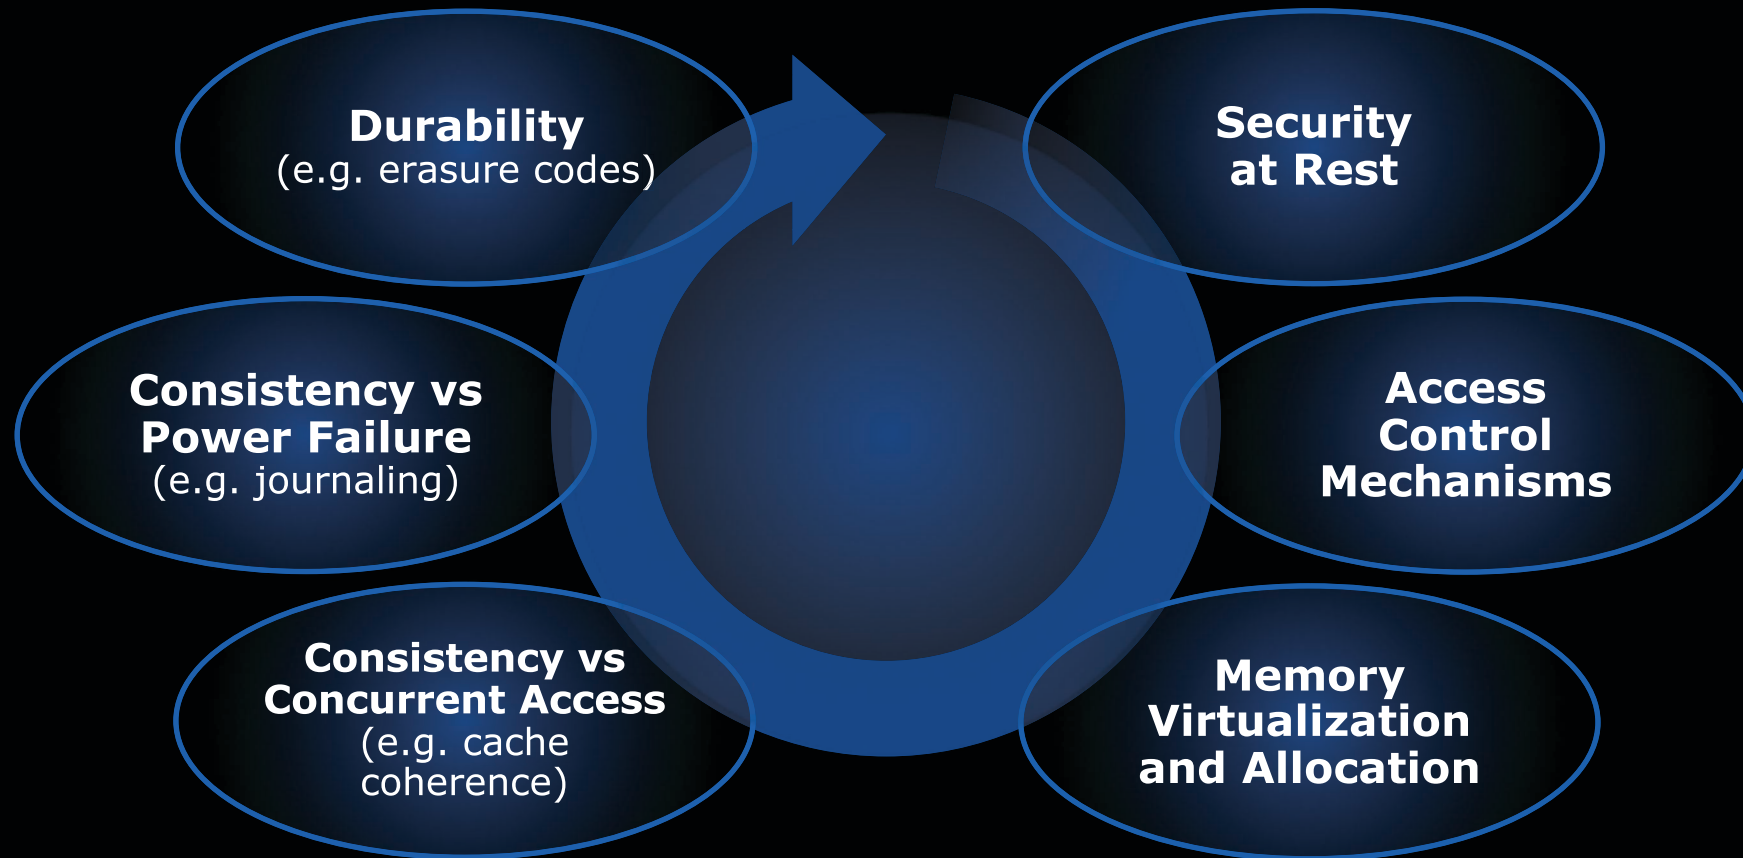 Durability
(e.g. erasure codes)
Security
at Rest
Consistency vs
Power Failure
(e.g. journaling)
Access
Control
Mechanisms
Consistency vs
Concurrent Access
(e.g. cache
coherence)
Memory
Virtualization
and Allocation